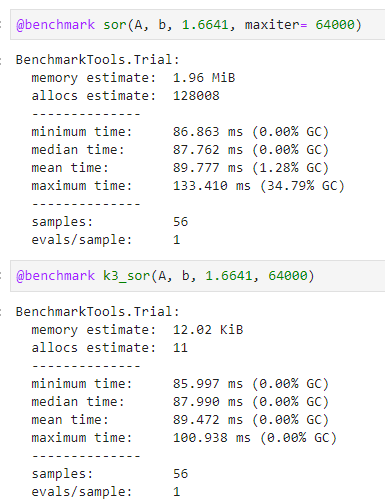 @benchmark sor(A, b, 1.6641, maxiter= 64000)
BenchmarkTools.Trial:
memory estimate:  1.96 MiB
allocs estimate:  128008
--------------
minimum time:     86.863 ms (0.00% GC)
median time:      87.762 ms (0.00% GC)
mean time:        89.777 ms (1.28% GC)
maximum time:     133.410 ms (34.79% GC)
--------------
samples:          56
evals/sample:     1
@benchmark k3_sor(A, b, 1.6641, 64000)
BenchmarkTools.Trial:
memory estimate:  12.02 KiB
allocs estimate:  11
--------------
minimum time:     85.997 ms (0.00% GC)
median time:      87.990 ms (0.00% GC)
mean time:        89.472 ms (0.00% GC)
maximum time:     100.938 ms (0.00% GC)
--------------
samples:          56
evals/sample:     1